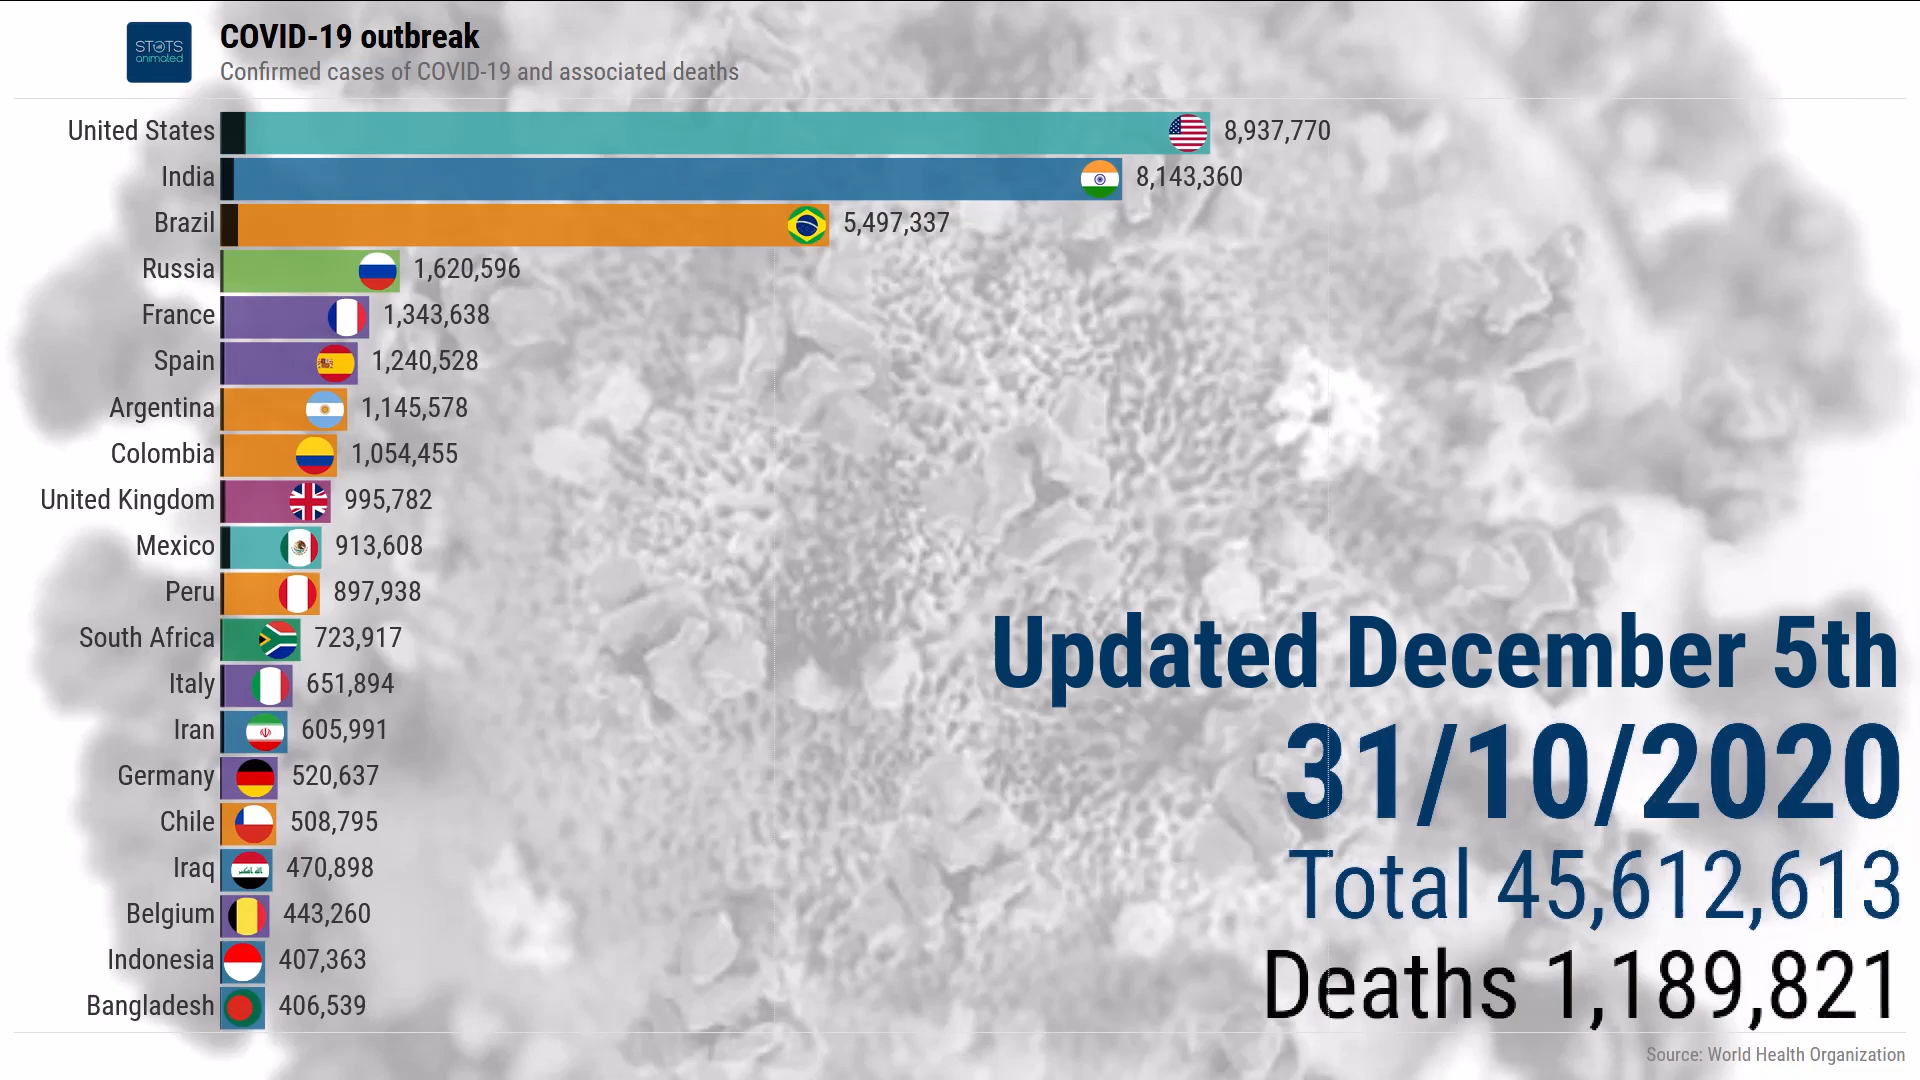 STATS
animated
COVID-19 outbreak
Confirmed cases of COVID-19 and associated deaths
United States 8,937,770
India 8,143,360
Brazil 5,497,337
Russia 1,620,596
France 1,343,638
Spain 1,240,528
Argentina 1,145,578
Colombia 1,054,455
United Kingdom 995,782
Mexico 913,608
Peru 897,938
South Africa 723,917
Italy 651,894
Iran 605,991
Germany 520,637
Chile 508,795
Iraq 470,898
Belgium 443,260
Indonesia 407,363
Bangladesh 406,539
Updated December 5th
31/10/2020
Total 45,612,613
Deaths 1,189,821
Source: World Health Organization